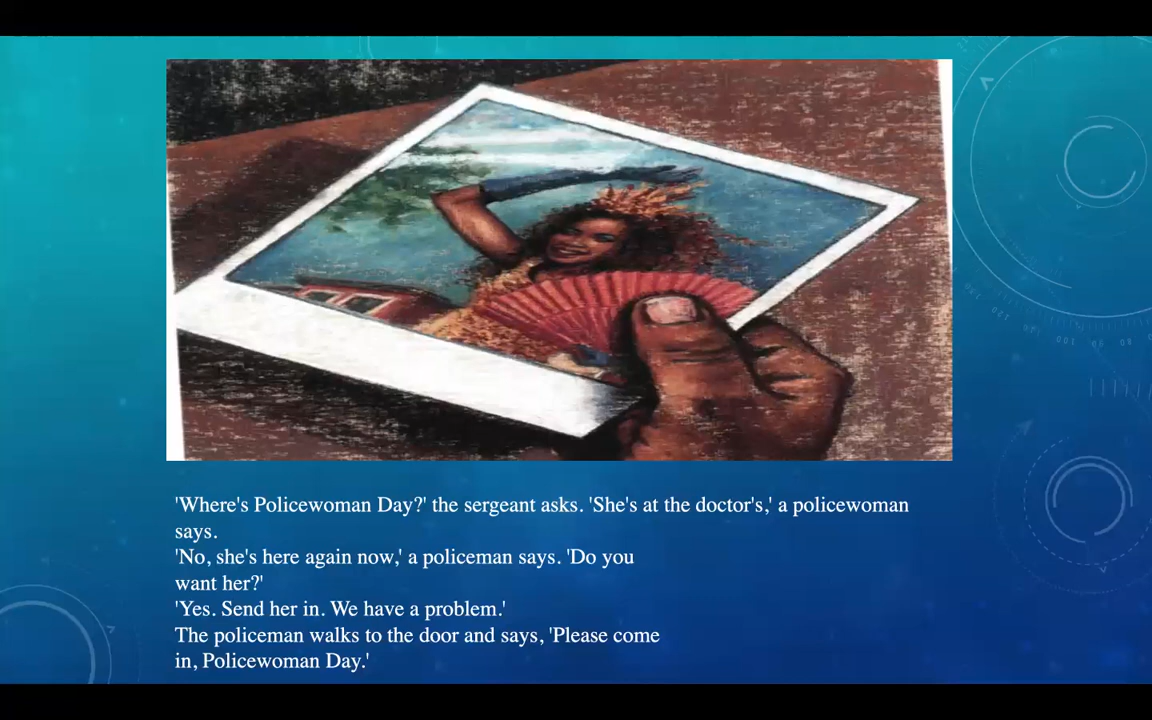 'Where's Policewoman Day?' the sergeant asks. 'She's at the doctor's,' a policewoman
says.
'No, she's here again now,' a policeman says. 'Do you
want her?'
'Yes. Send her in. We have a problem.'
The policeman walks to the door and says, 'Please come
in, Policewoman Day.'